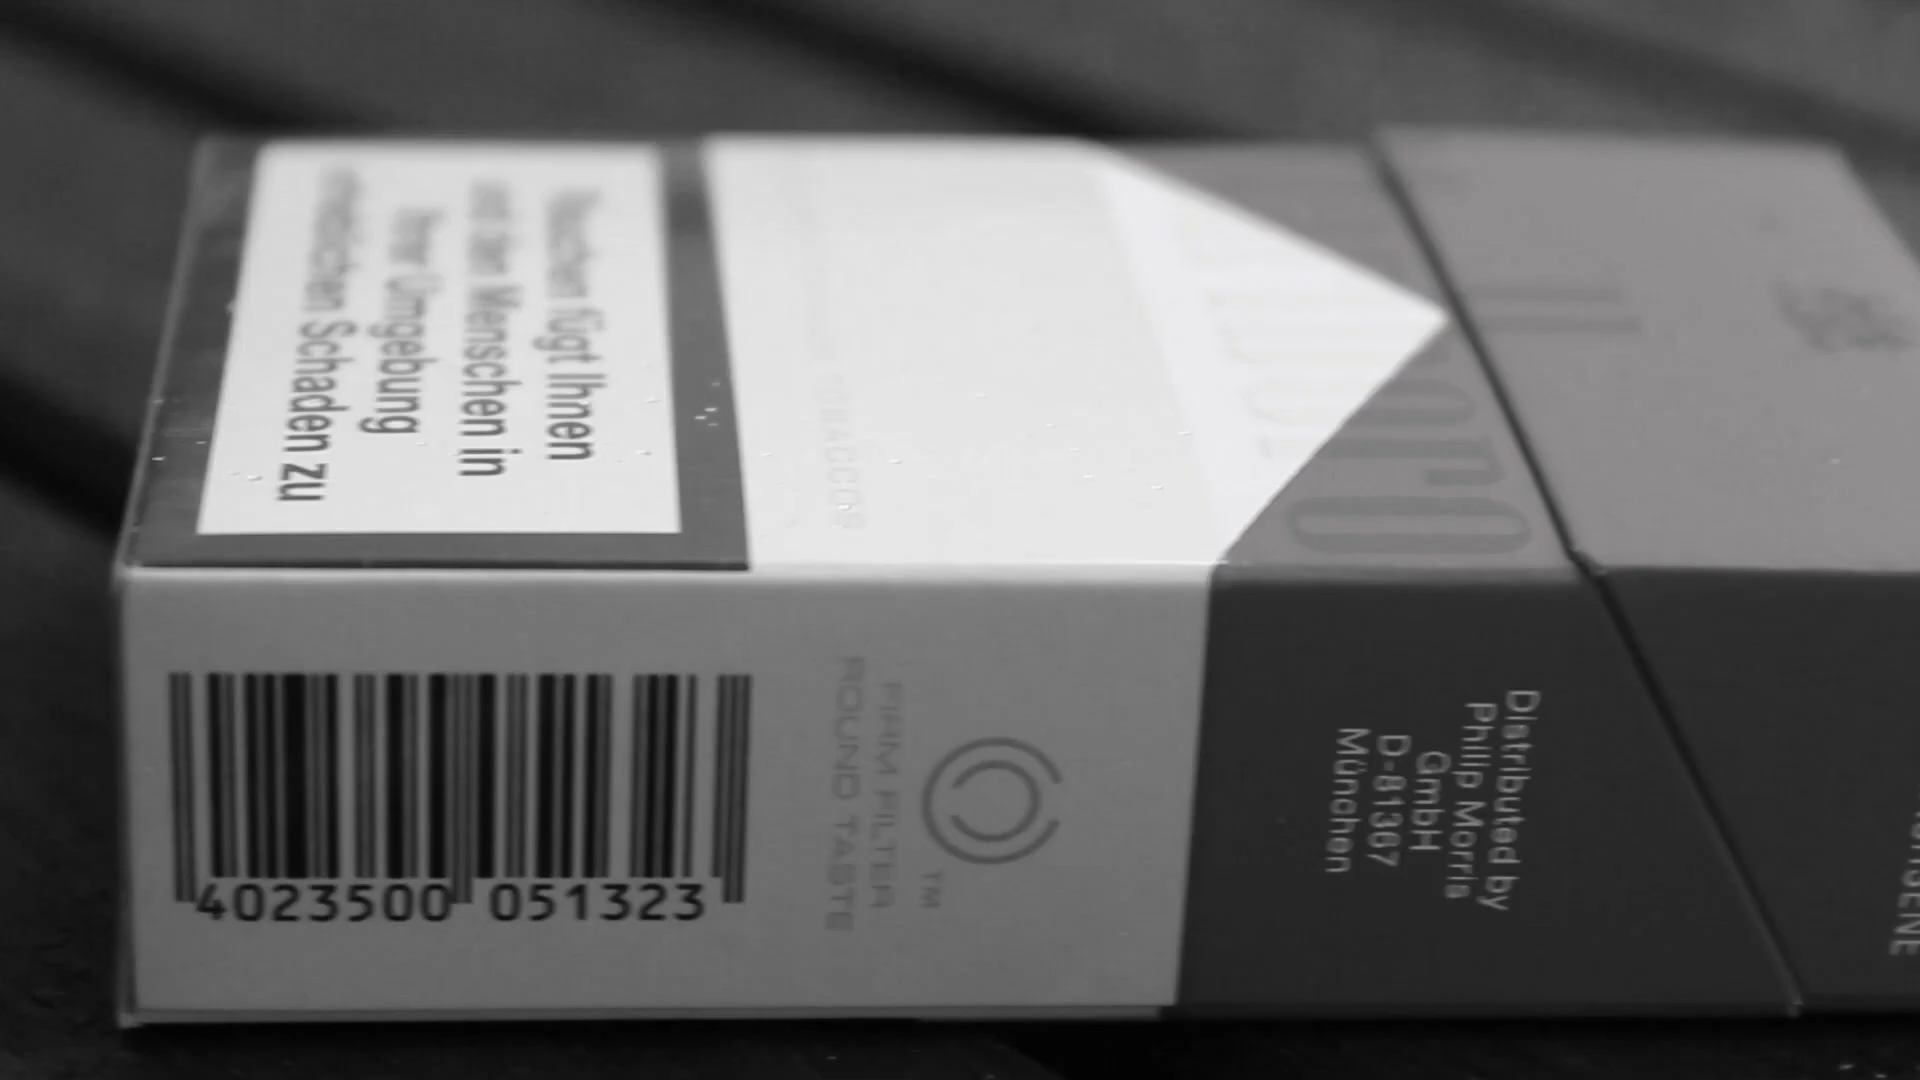 Rauchen fügt Ihnen
und den Menschen in
Ihrer Umgebung
erheblichen Schaden zu
4023500 051323
FIRM FILTER
ROUND TASTE
TM
Distributed by
Philip Morris
GmbH
D-81367
München